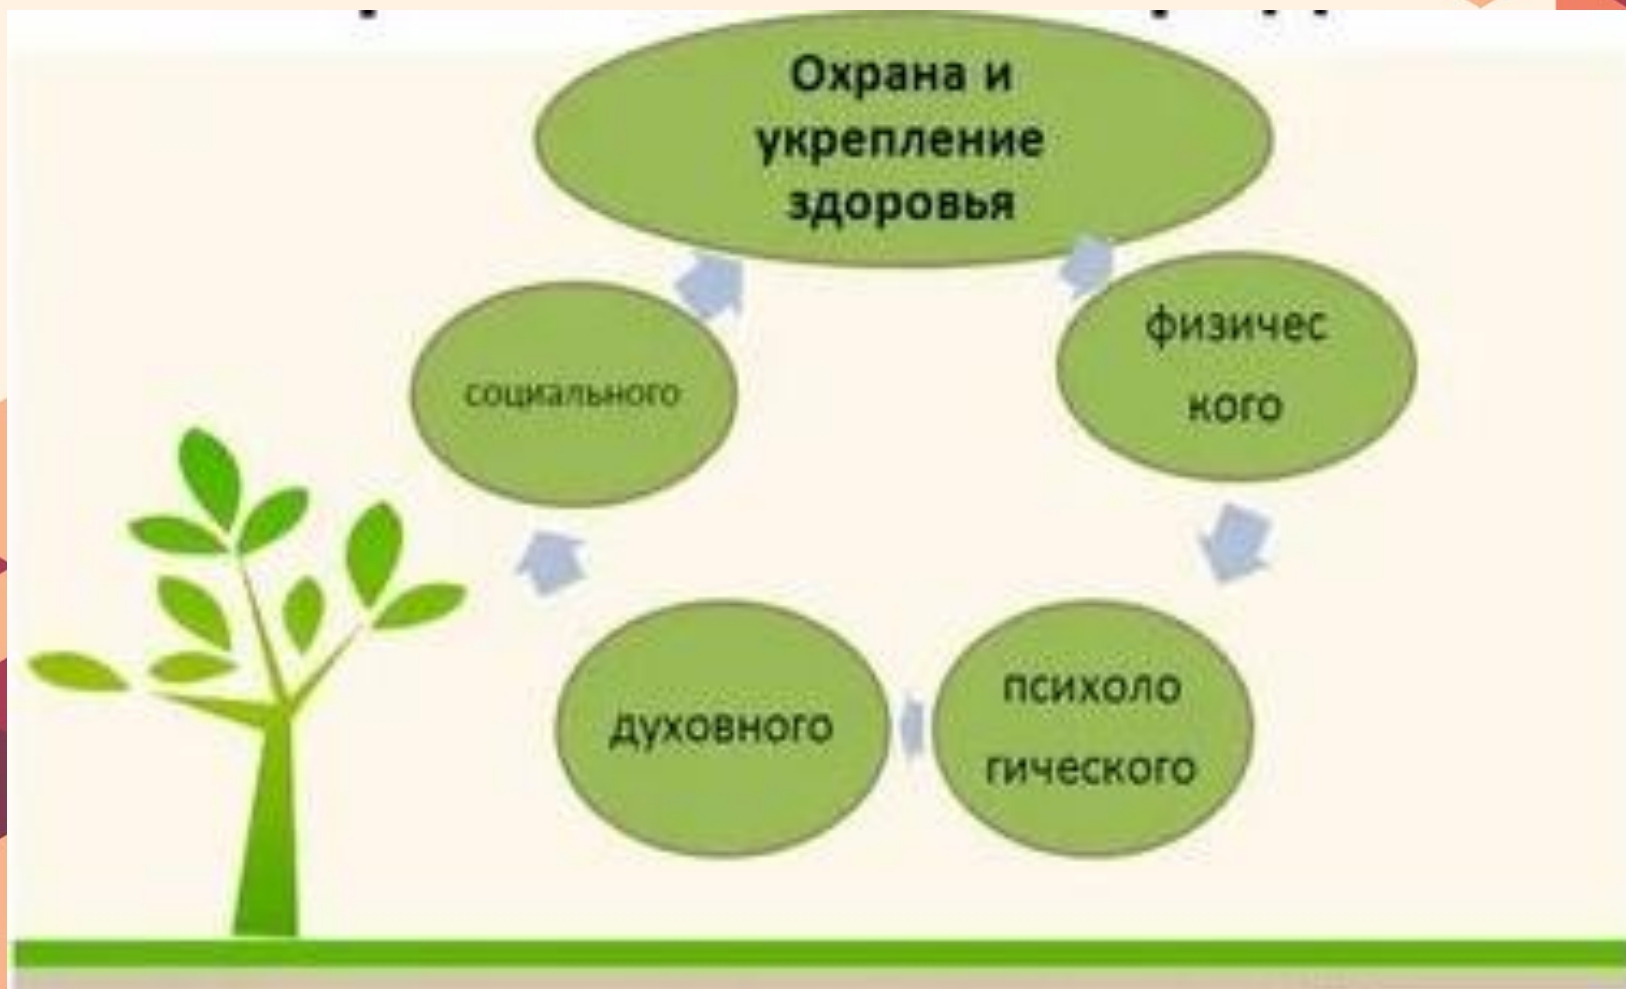 Охрана и
укрепление
здоровья
физичес
кого
психоло
гического
духовного
социального